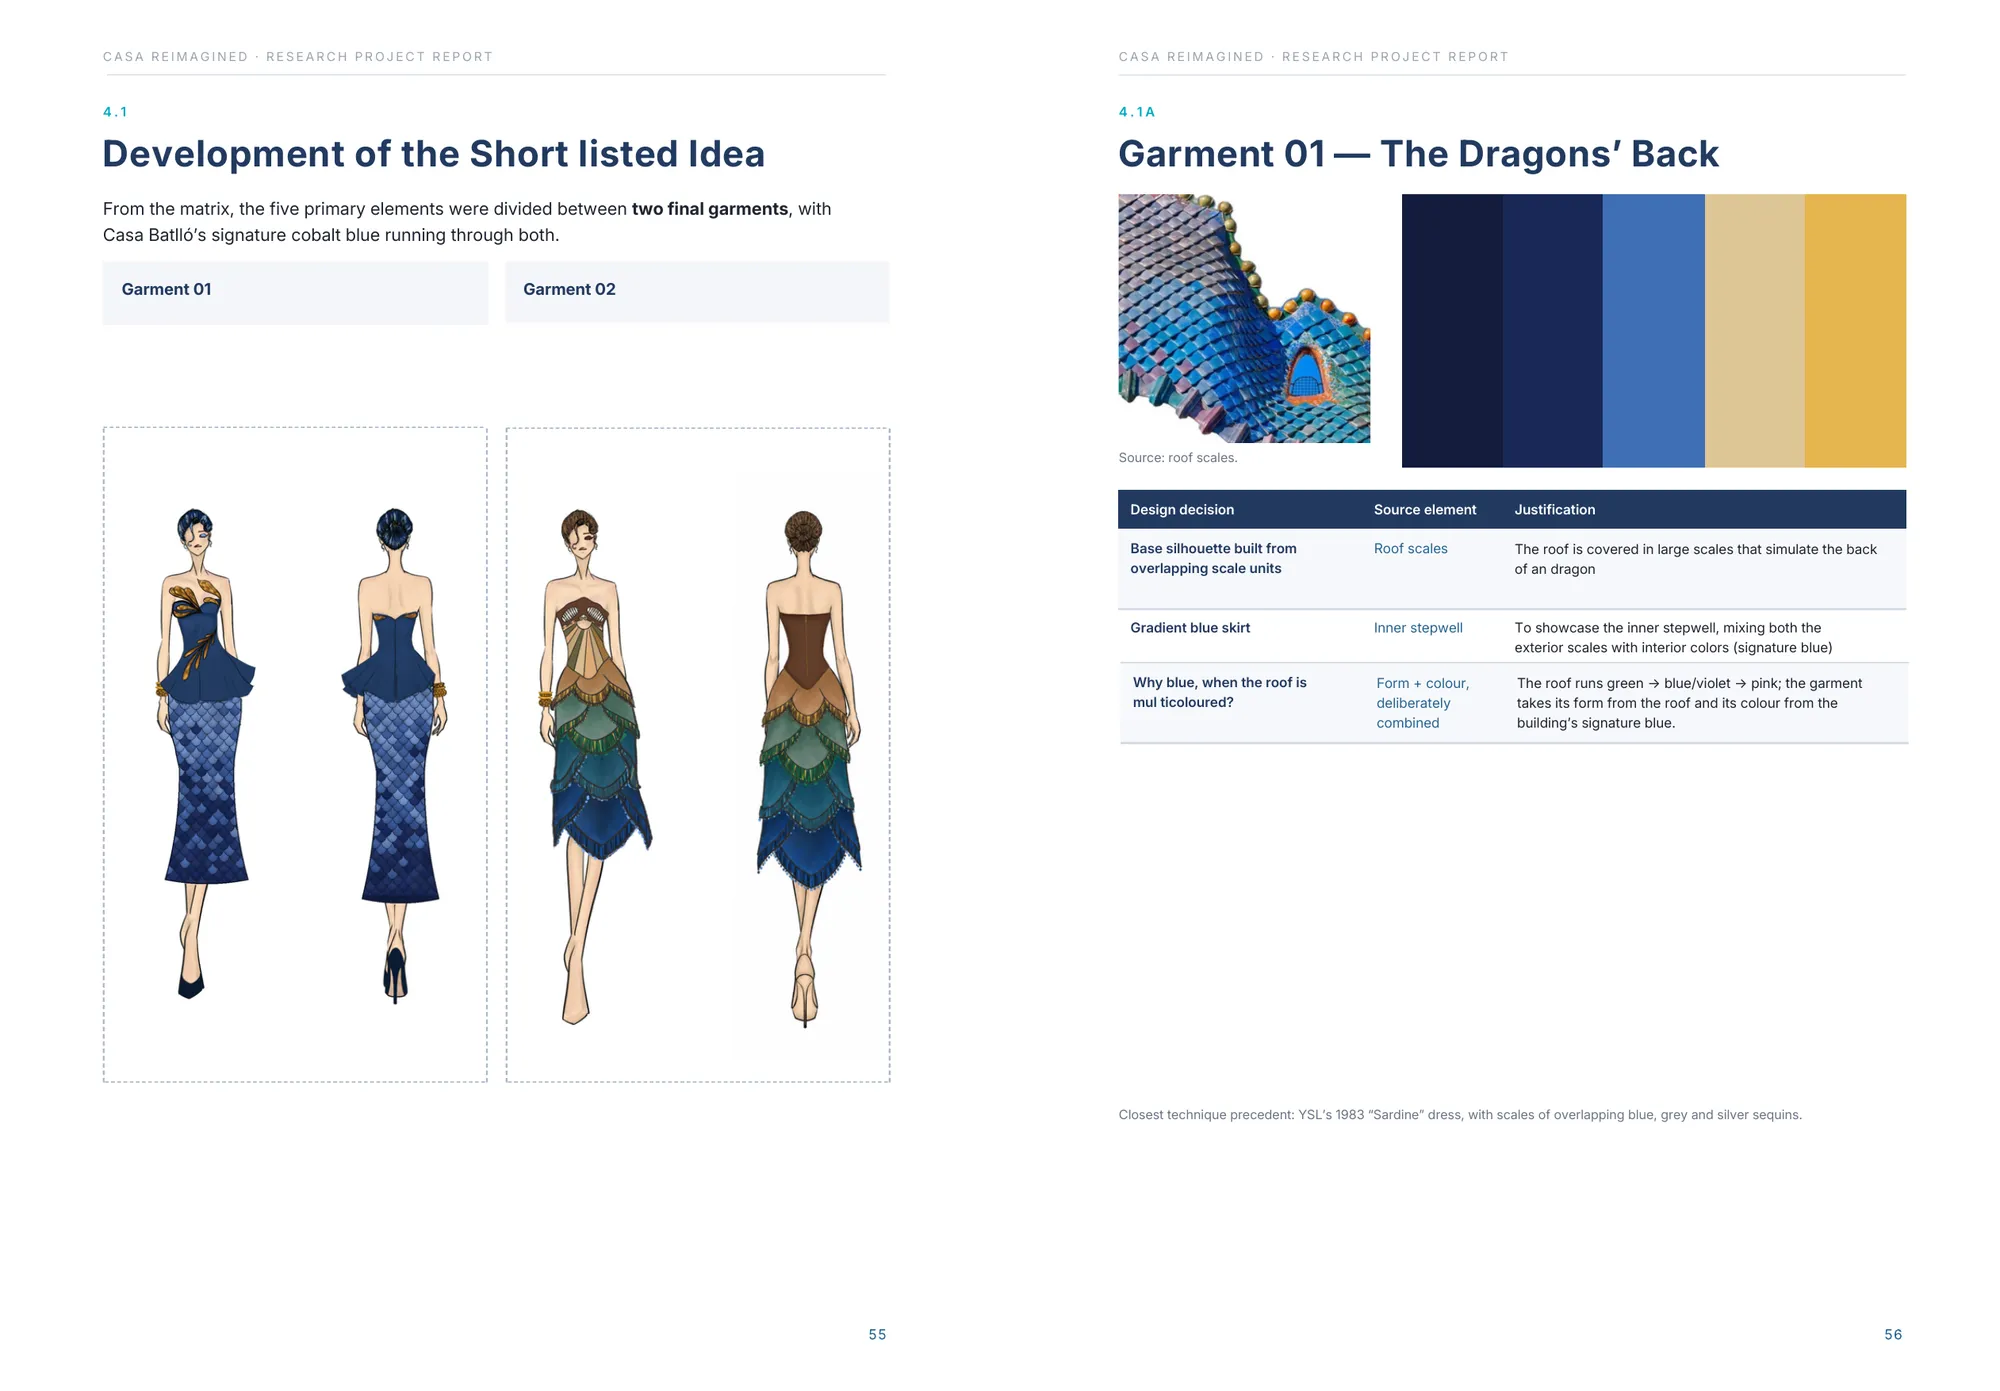 CASA REIMAGINED · RESEARCH PROJECT REPORT
4.1
Development of the Short listed Idea
From the matrix, the five primary elements were divided between two final garments, with
Casa Batlló’s signature cobalt blue running through both.
Garment 01
Garment 02
55
CASA REIMAGINED · RESEARCH PROJECT REPORT
4.1A
Garment 01 — The Dragons’ Back
Source: roof scales.
Design decision
Source element
Justification
Base silhouette built from
overlapping scale units
Roof scales
The roof is covered in large scales that simulate the back
of an dragon
Gradient blue skirt
Inner stepwell
To showcase the inner stepwell, mixing both the
exterior scales with interior colors (signature blue)
Why blue, when the roof is
mul ticoloured?
Form + colour,
deliberately
combined
The roof runs green → blue/violet → pink; the garment
takes its form from the roof and its colour from the
building’s signature blue.
Closest technique precedent: YSL’s 1983 “Sardine” dress, with scales of overlapping blue, grey and silver sequins.
56